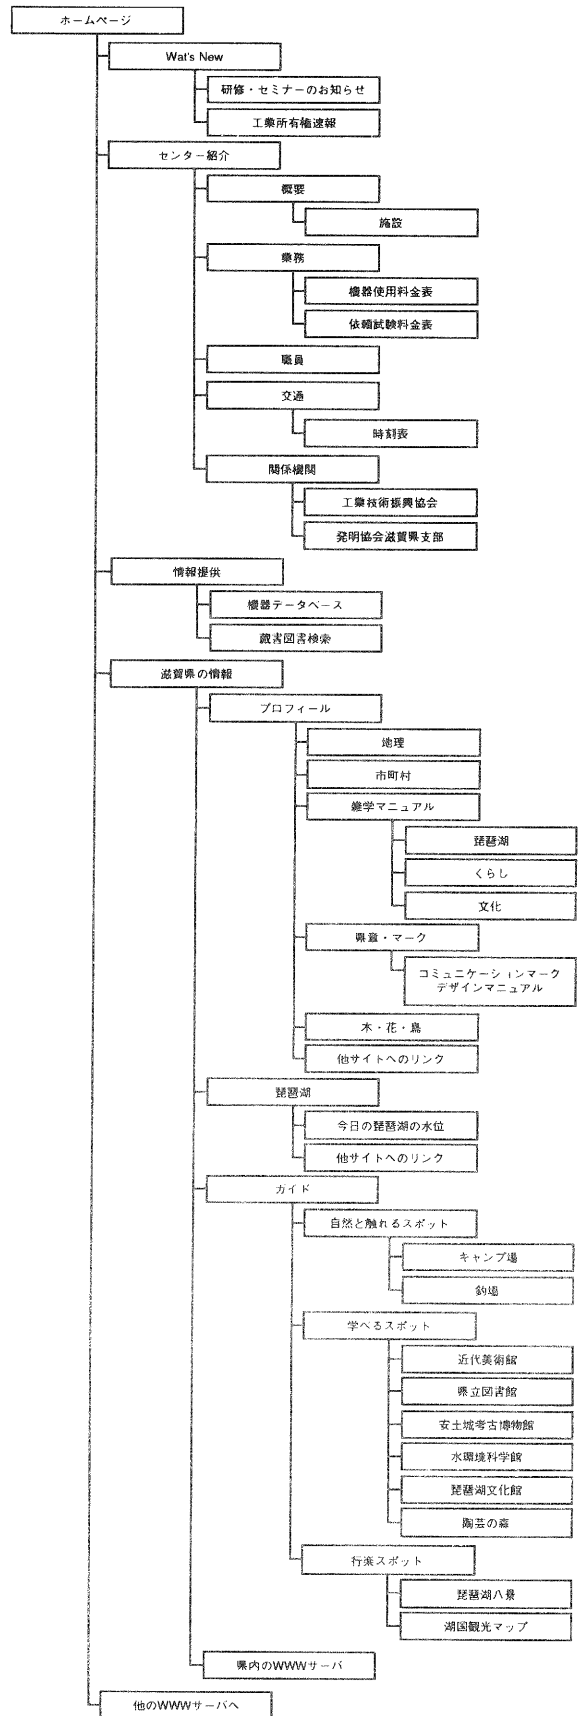 ホームページ
Wat's New
研修・セミナーのお知らせ
工業所有権速報
センター紹介
概要
施設
業務
機器使用料金表
依頼試験料金表
職員
交通
時刻表
関係機関
工業技術振興協会
発明協会滋賀県支部
情報提供
機器データベース
蔵書図書検索
滋賀県の情報
プロフィール
地理
市町村
雑学マニュアル
琵琶湖
くらし
文化
県章・マーク
コミュニケーションマーク
デザインマニュアル
木・花・鳥
他サイトへのリンク
琵琶湖
今日の琵琶湖の水位
他サイトへのリンク
ガイド
自然と触れるスポット
キャンプ場
釣場
学べるスポット
近代美術館
県立図書館
安土城考古博物館
水環境科学館
琵琶湖文化館
陶芸の森
行楽スポット
琵琶湖八景
湖国観光マップ
県内のWWWサーバ
他のWWWサーバへ